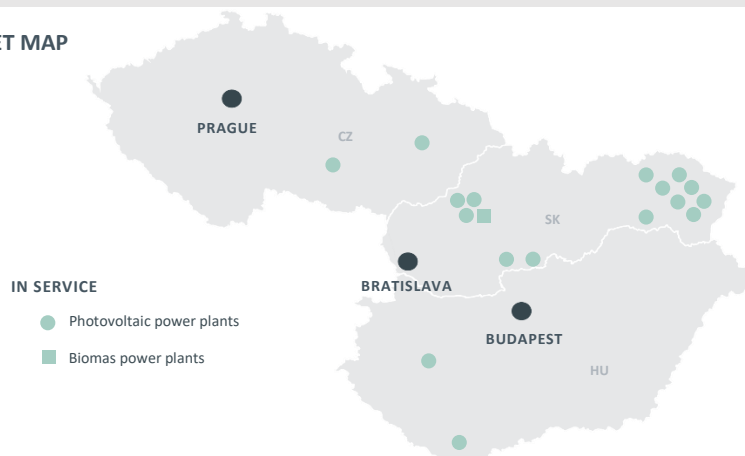 ET MAP
PRAGUE
CZ
SK
BRATISLAVA
BUDAPEST
HU
IN SERVICE
Photovoltaic power plants
Biomas power plants